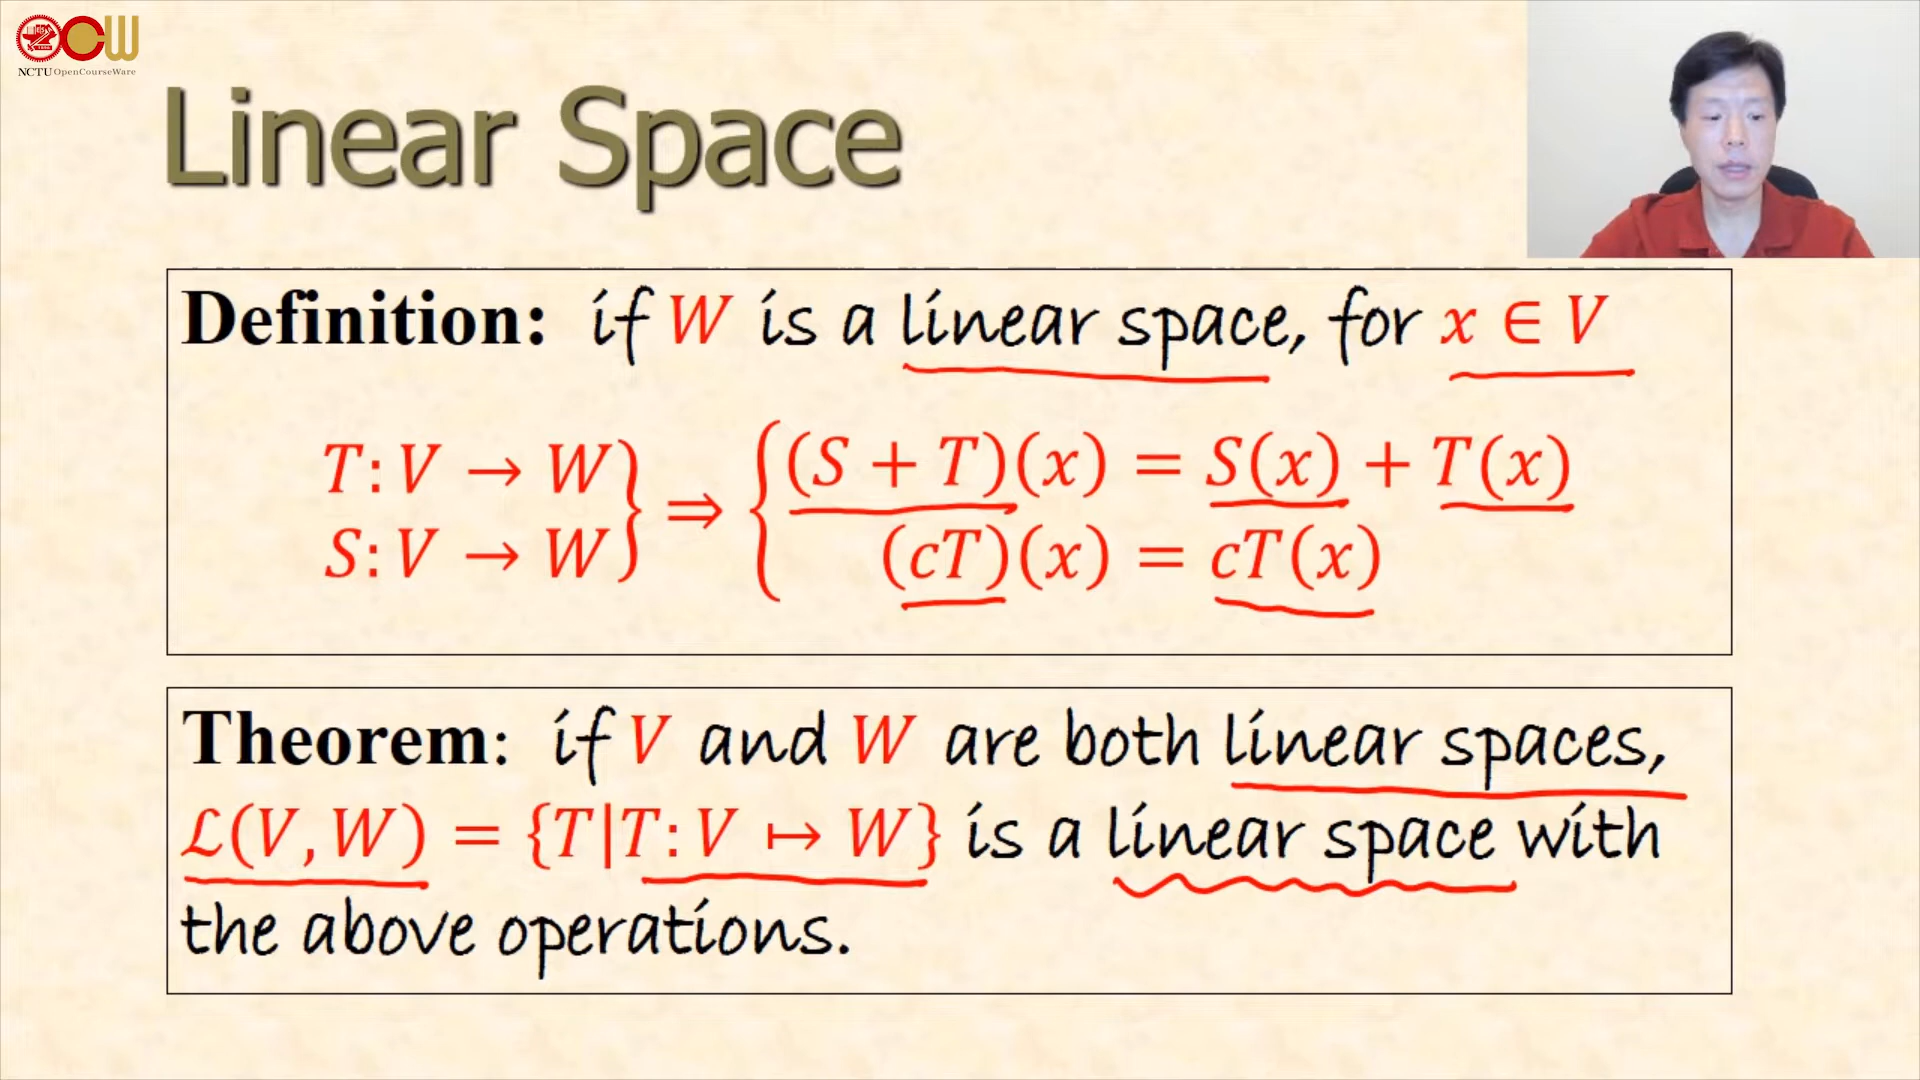 OCW
NCTU OpenCourseWare
Linear Space
Definition: if W is a linear space, for x ∈ V
T: V → W
S: V → W
} ⇒ {
(S + T)(x) = S(x) + T(x)
(cT)(x) = cT(x)
Theorem: if V and W are both linear spaces,
ℒ(V, W) = {T|T: V ↦ W} is a linear space with
the above operations.